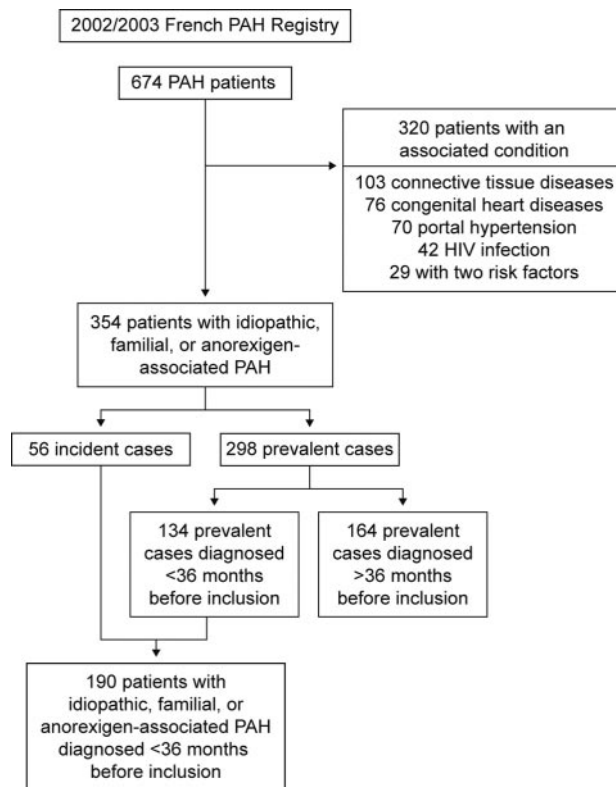 2002/2003 French PAH Registry
674 PAH patients
320 patients with an
associated condition
103 connective tissue diseases
76 congenital heart diseases
70 portal hypertension
42 HIV infection
29 with two risk factors
354 patients with idiopathic,
familial, or anorexigen-
associated PAH
56 incident cases
298 prevalent cases
134 prevalent
cases diagnosed
<36 months
before inclusion
164 prevalent
cases diagnosed
>36 months
before inclusion
190 patients with
idiopathic, familial, or
anorexigen-associated PAH
diagnosed <36 months
before inclusion